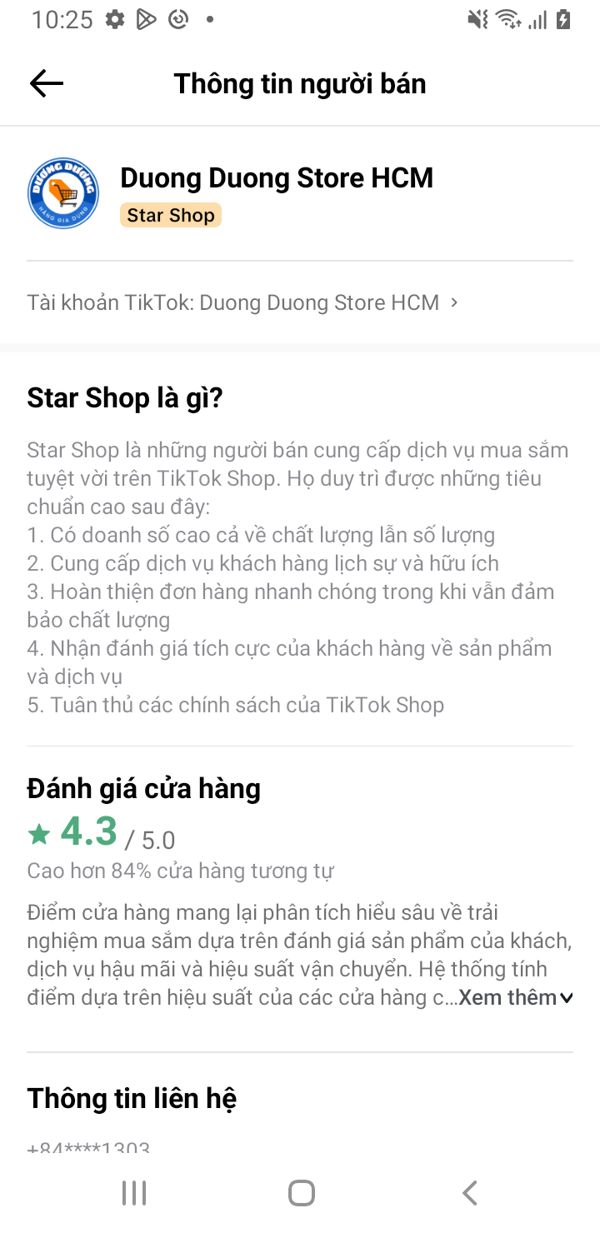 10:25
Thông tin người bán
DƯƠNG DƯƠNG
HÀNG GIA DỤNG
Duong Duong Store HCM
Star Shop
Tài khoản TikTok: Duong Duong Store HCM
Star Shop là gì?
Star Shop là những người bán cung cấp dịch vụ mua sắm
tuyệt vời trên TikTok Shop. Họ duy trì được những tiêu
chuẩn cao sau đây:
1. Có doanh số cao cả về chất lượng lẫn số lượng
2. Cung cấp dịch vụ khách hàng lịch sự và hữu ích
3. Hoàn thiện đơn hàng nhanh chóng trong khi vẫn đảm
bảo chất lượng
4. Nhận đánh giá tích cực của khách hàng về sản phẩm
và dịch vụ
5. Tuân thủ các chính sách của TikTok Shop
Đánh giá cửa hàng
4.3 / 5.0
Cao hơn 84% cửa hàng tương tự
Điểm cửa hàng mang lại phân tích hiểu sâu về trải
nghiệm mua sắm dựa trên đánh giá sản phẩm của khách,
dịch vụ hậu mãi và hiệu suất vận chuyển. Hệ thống tính
điểm dựa trên hiệu suất của các cửa hàng c...Xem thêm
Thông tin liên hệ
+84****1303